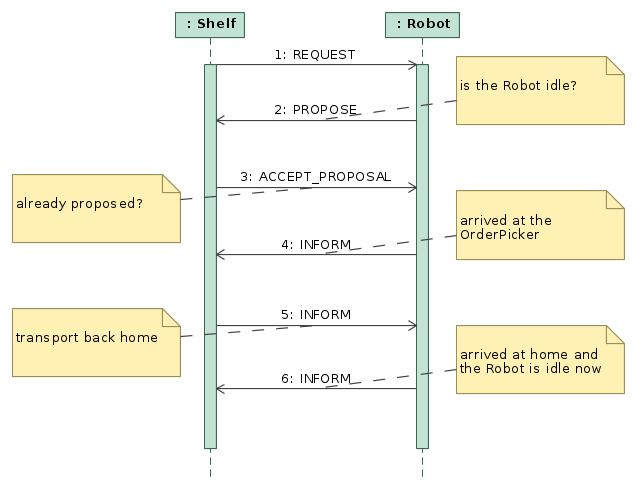 : Shelf
: Robot
1: REQUEST
is the Robot idle?
2: PROPOSE
3: ACCEPT_PROPOSAL
already proposed?
arrived at the
OrderPicker
4: INFORM
5: INFORM
transport back home
arrived at home and
the Robot is idle now
6: INFORM